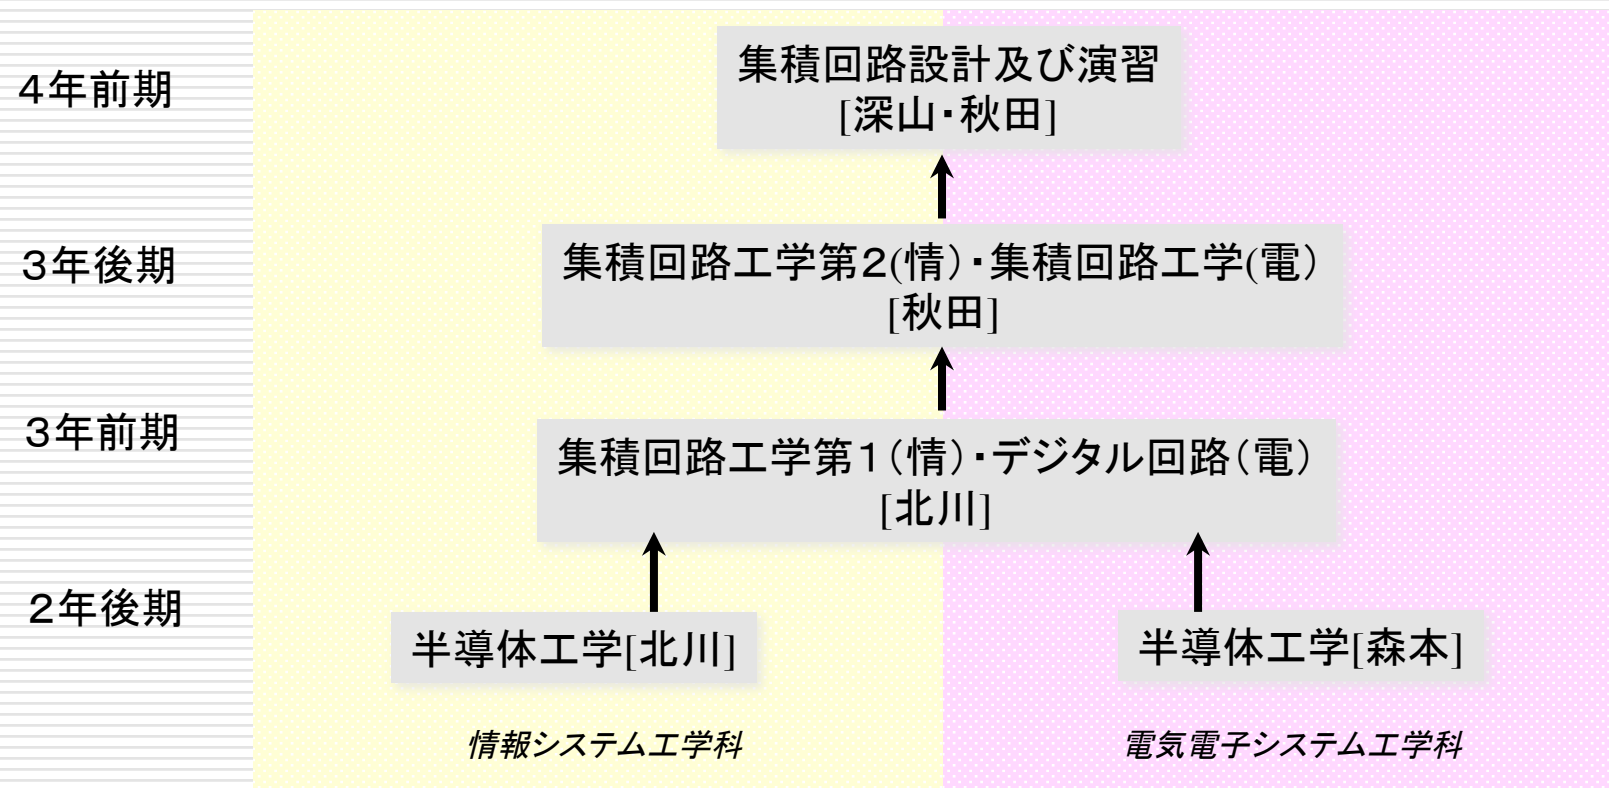 4年前期
集積回路設計及び演習
[深山・秋田]
3年後期
集積回路工学第2(情)・集積回路工学(電)
[秋田]
3年前期
集積回路工学第1(情)・デジタル回路(電)
[北川]
2年後期
半導体工学[北川]
半導体工学[森本]
情報システム工学科
電気電子システム工学科